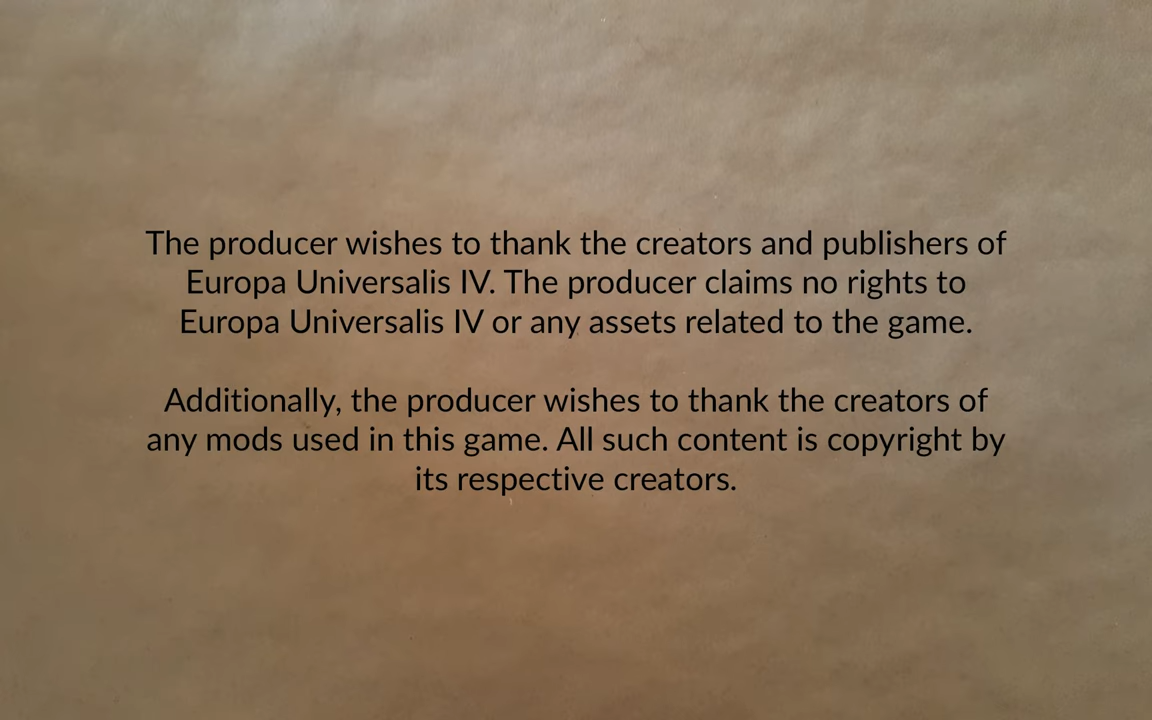 The producer wishes to thank the creators and publishers of
Europa Universalis IV. The producer claims no rights to
Europa Universalis IV or any assets related to the game.
Additionally, the producer wishes to thank the creators of
any mods used in this game. All such content is copyright by
its respective creators.